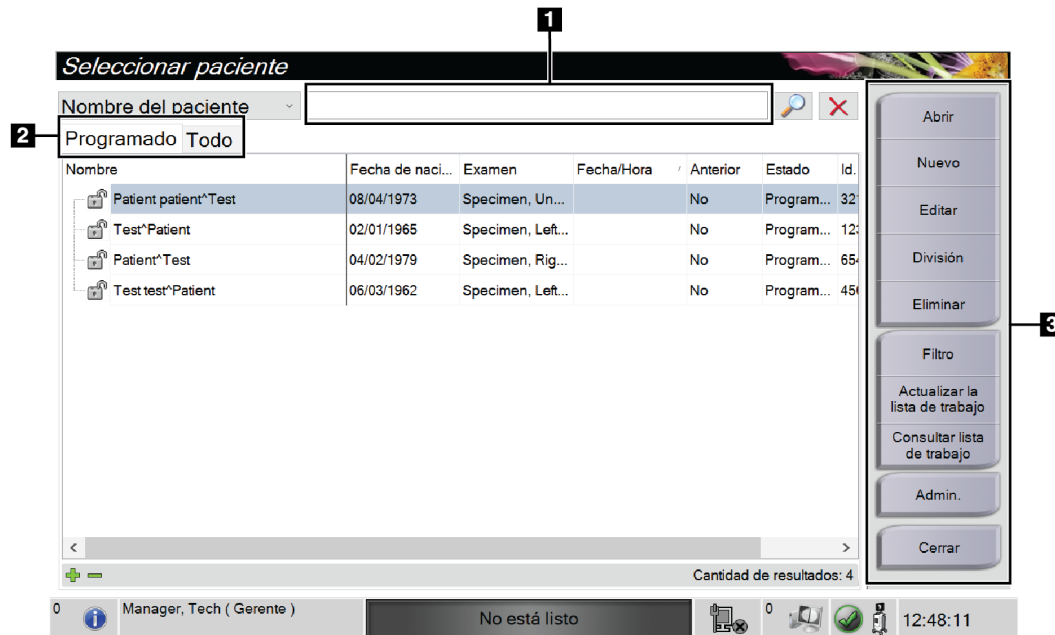 1
Seleccionar paciente
Nombre del paciente
2
Programado Todo
Nombre Fecha de naci... Examen Fecha/Hora Anterior Estado Id.
Patient patient^Test 08/04/1973 Specimen, Un... No Program... 32
Test^Patient 02/01/1965 Specimen, Left... No Program... 12
Patient^Test 04/02/1979 Specimen, Rig... No Program... 65
Test test^Patient 06/03/1962 Specimen, Left... No Program... 45
Cantidad de resultados: 4
Abrir
Nuevo
Editar
División
Eliminar
3
Filtro
Actualizar la
lista de trabajo
Consultar lista
de trabajo
Admin.
Cerrar
0 Manager, Tech ( Gerente ) No está listo 0 12:48:11